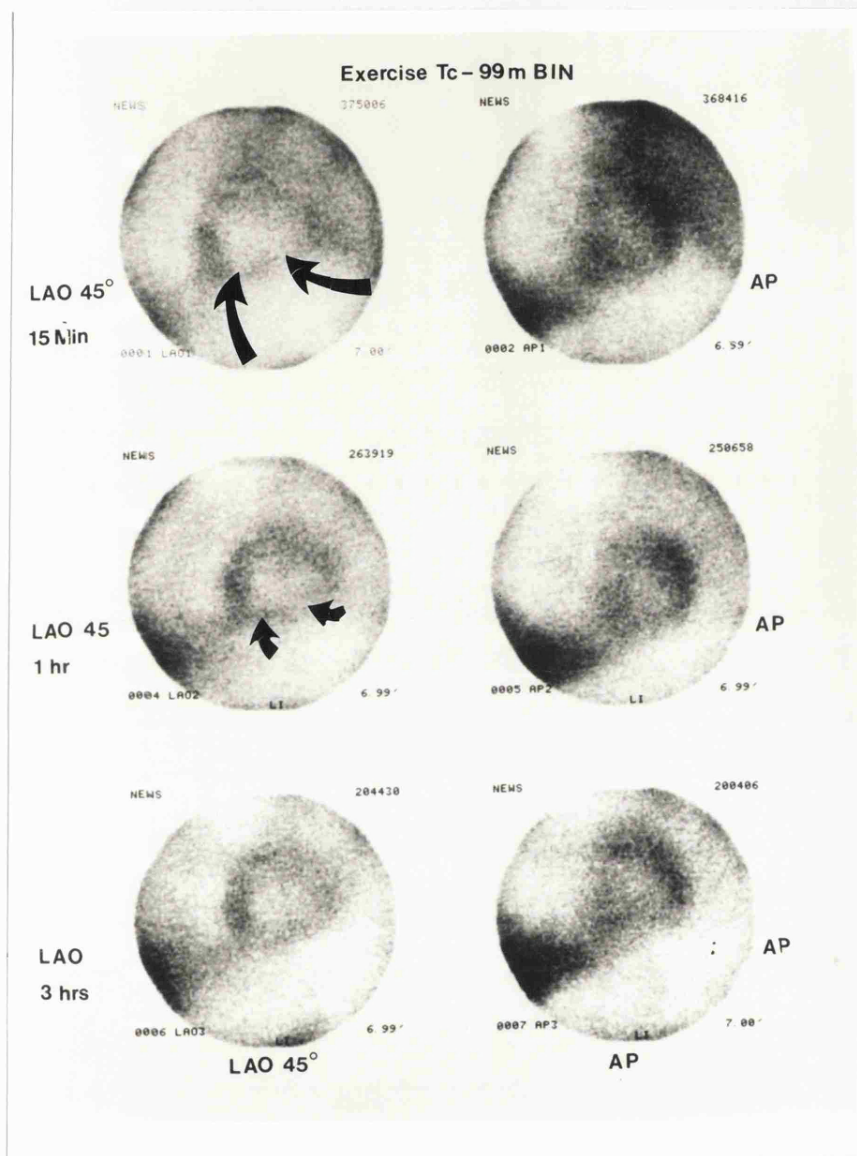 Exercise Tc-99m BIN
NEWS 375006
NEWS 368416
LAO 45°
15 Min
0001 LAO1 7.00'
AP
0002 AP1 6.59'
NEWS 263919
NEWS 250658
LAO 45
1 hr
0004 LAO2 LI 6.99'
AP
0005 AP2 LI 6.99'
NEWS 204430
NEWS 200406
LAO
3 hrs
0006 LAO3 LI 6.99'
: AP
0007 AP3 LI 7.00'
LAO 45°
AP